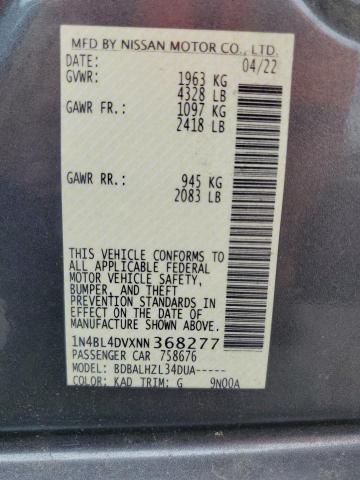 MFD BY NISSAN MOTOR CO., LTD.
DATE: 04/22
GVWR: 1963 KG
4328 LB
GAWR FR.: 1097 KG
2418 LB
GAWR RR.: 945 KG
2083 LB
THIS VEHICLE CONFORMS TO
ALL APPLICABLE FEDERAL
MOTOR VEHICLE SAFETY,
BUMPER, AND THEFT
PREVENTION STANDARDS IN
EFFECT ON THE DATE OF
MANUFACTURE SHOWN ABOVE.
1N4BL4DVXNN368277
PASSENGER CAR 758676
MODEL: BDBALHZL34DUA-----
COLOR: KAD TRIM: G 9N00A